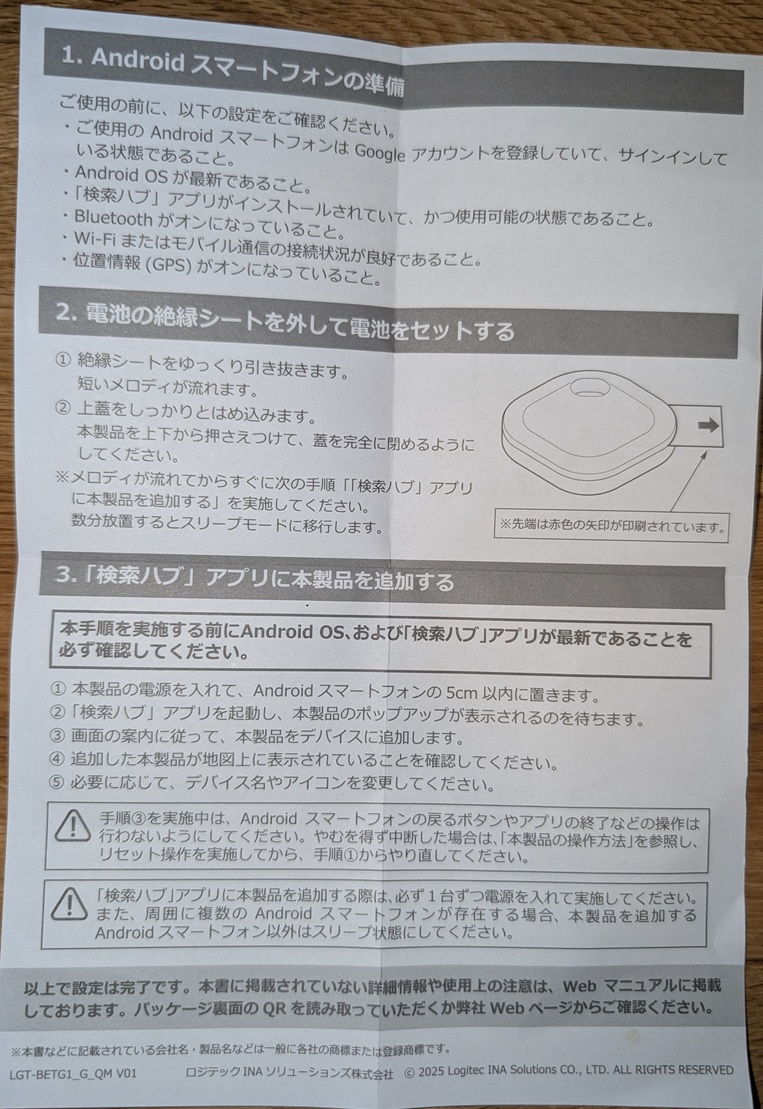 1. Android スマートフォンの準備
ご使用の前に、以下の設定をご確認ください。
・ご使用の Android スマートフォンは Google アカウントを登録していて、サインインして
いる状態であること。
・Android OS が最新であること。
・「検索ハブ」アプリがインストールされていて、かつ使用可能の状態であること。
・Bluetooth がオンになっていること。
・Wi-Fi またはモバイル通信の接続状況が良好であること。
・位置情報 (GPS) がオンになっていること。
2. 電池の絶縁シートを外して電池をセットする
① 絶縁シートをゆっくり引き抜きます。
短いメロディが流れます。
② 上蓋をしっかりとはめ込みます。
本製品を上下から押さえつけて、蓋を完全に閉めるように
してください。
※メロディが流れてからすぐに次の手順「「検索ハブ」アプリ
に本製品を追加する」を実施してください。
数分放置するとスリープモードに移行します。
※先端は赤色の矢印が印刷されています。
3.「検索ハブ」アプリに本製品を追加する
本手順を実施する前にAndroid OS、および「検索ハブ」アプリが最新であることを
必ず確認してください。
① 本製品の電源を入れて、Android スマートフォンの 5cm 以内に置きます。
②「検索ハブ」アプリを起動し、本製品のポップアップが表示されるのを待ちます。
③ 画面の案内に従って、本製品をデバイスに追加します。
④ 追加した本製品が地図上に表示されていることを確認してください。
⑤ 必要に応じて、デバイス名やアイコンを変更してください。
手順③を実施中は、Android スマートフォンの戻るボタンやアプリの終了などの操作は
行わないようにしてください。やむを得ず中断した場合は、「本製品の操作方法」を参照し、
リセット操作を実施してから、手順①からやり直してください。
「検索ハブ」アプリに本製品を追加する際は、必ず 1 台ずつ電源を入れて実施してください。
また、周囲に複数の Android スマートフォンが存在する場合、本製品を追加する
Android スマートフォン以外はスリープ状態にしてください。
以上で設定は完了です。本書に掲載されていない詳細情報や使用上の注意は、Web マニュアルに掲載
しております。パッケージ裏面の QR を読み取っていただくか弊社 Web ページからご確認ください。
※本書などに記載されている会社名・製品名などは一般に各社の商標または登録商標です。
LGT-BETG1_G_QM V01 ロジテック INA ソリューションズ株式会社 © 2025 Logitec INA Solutions CO., LTD. ALL RIGHTS RESERVED